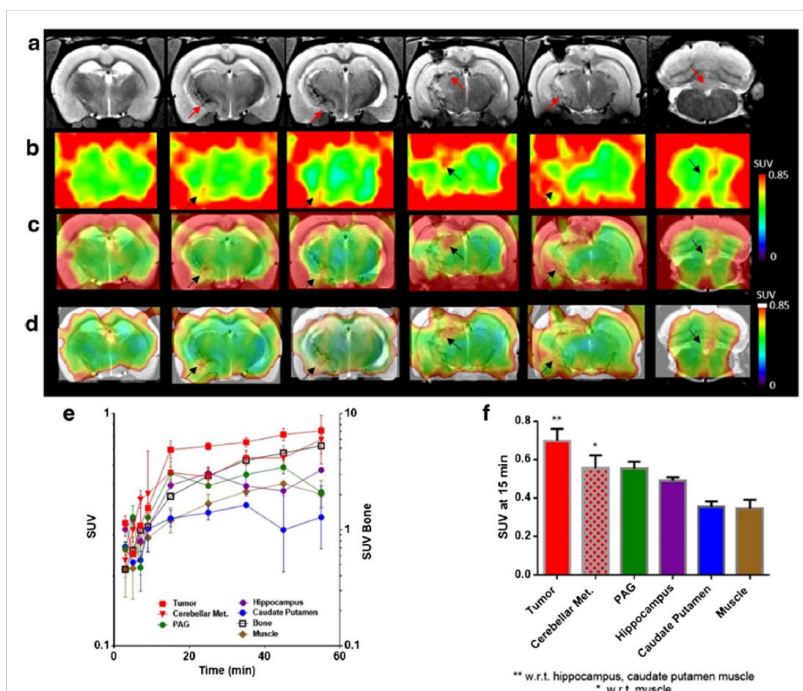 a
b
SUV
0.85
0
c
SUV
0.85
0
d
e
f
1
10
SUV
1
SUV Bone
0.1
0.1
0
20
40
60
Time (min)
Tumor
Cerebellar Met.
PAG
Hippocampus
Caudate Putamen
Bone
Muscle
0.8
0.6
0.4
0.2
0.0
SUV at 15 min
**
*
Tumor
Cerebellar Met.
PAG
Hippocampus
Caudate Putamen
Muscle
** w.r.t. hippocampus, caudate putamen muscle
* w.r.t. muscle